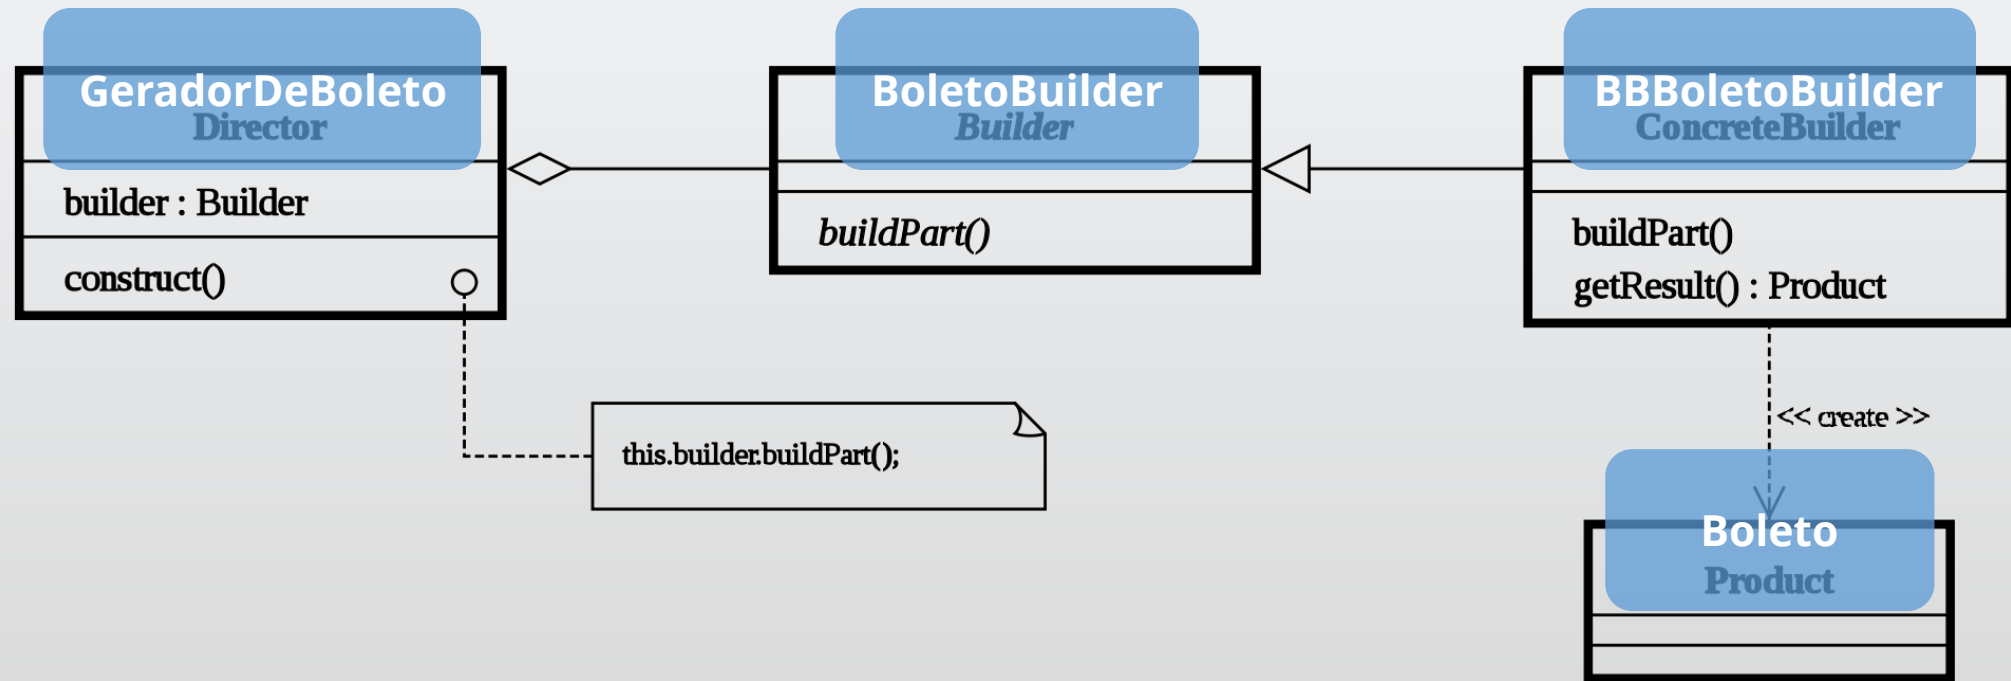 GeradorDeBoleto
Director
builder : Builder
construct()
BoletoBuilder
Builder
buildPart()
BBBoletoBuilder
ConcreteBuilder
buildPart()
getResult() : Product
this.builder.buildPart();
<< create >>
Boleto
Product